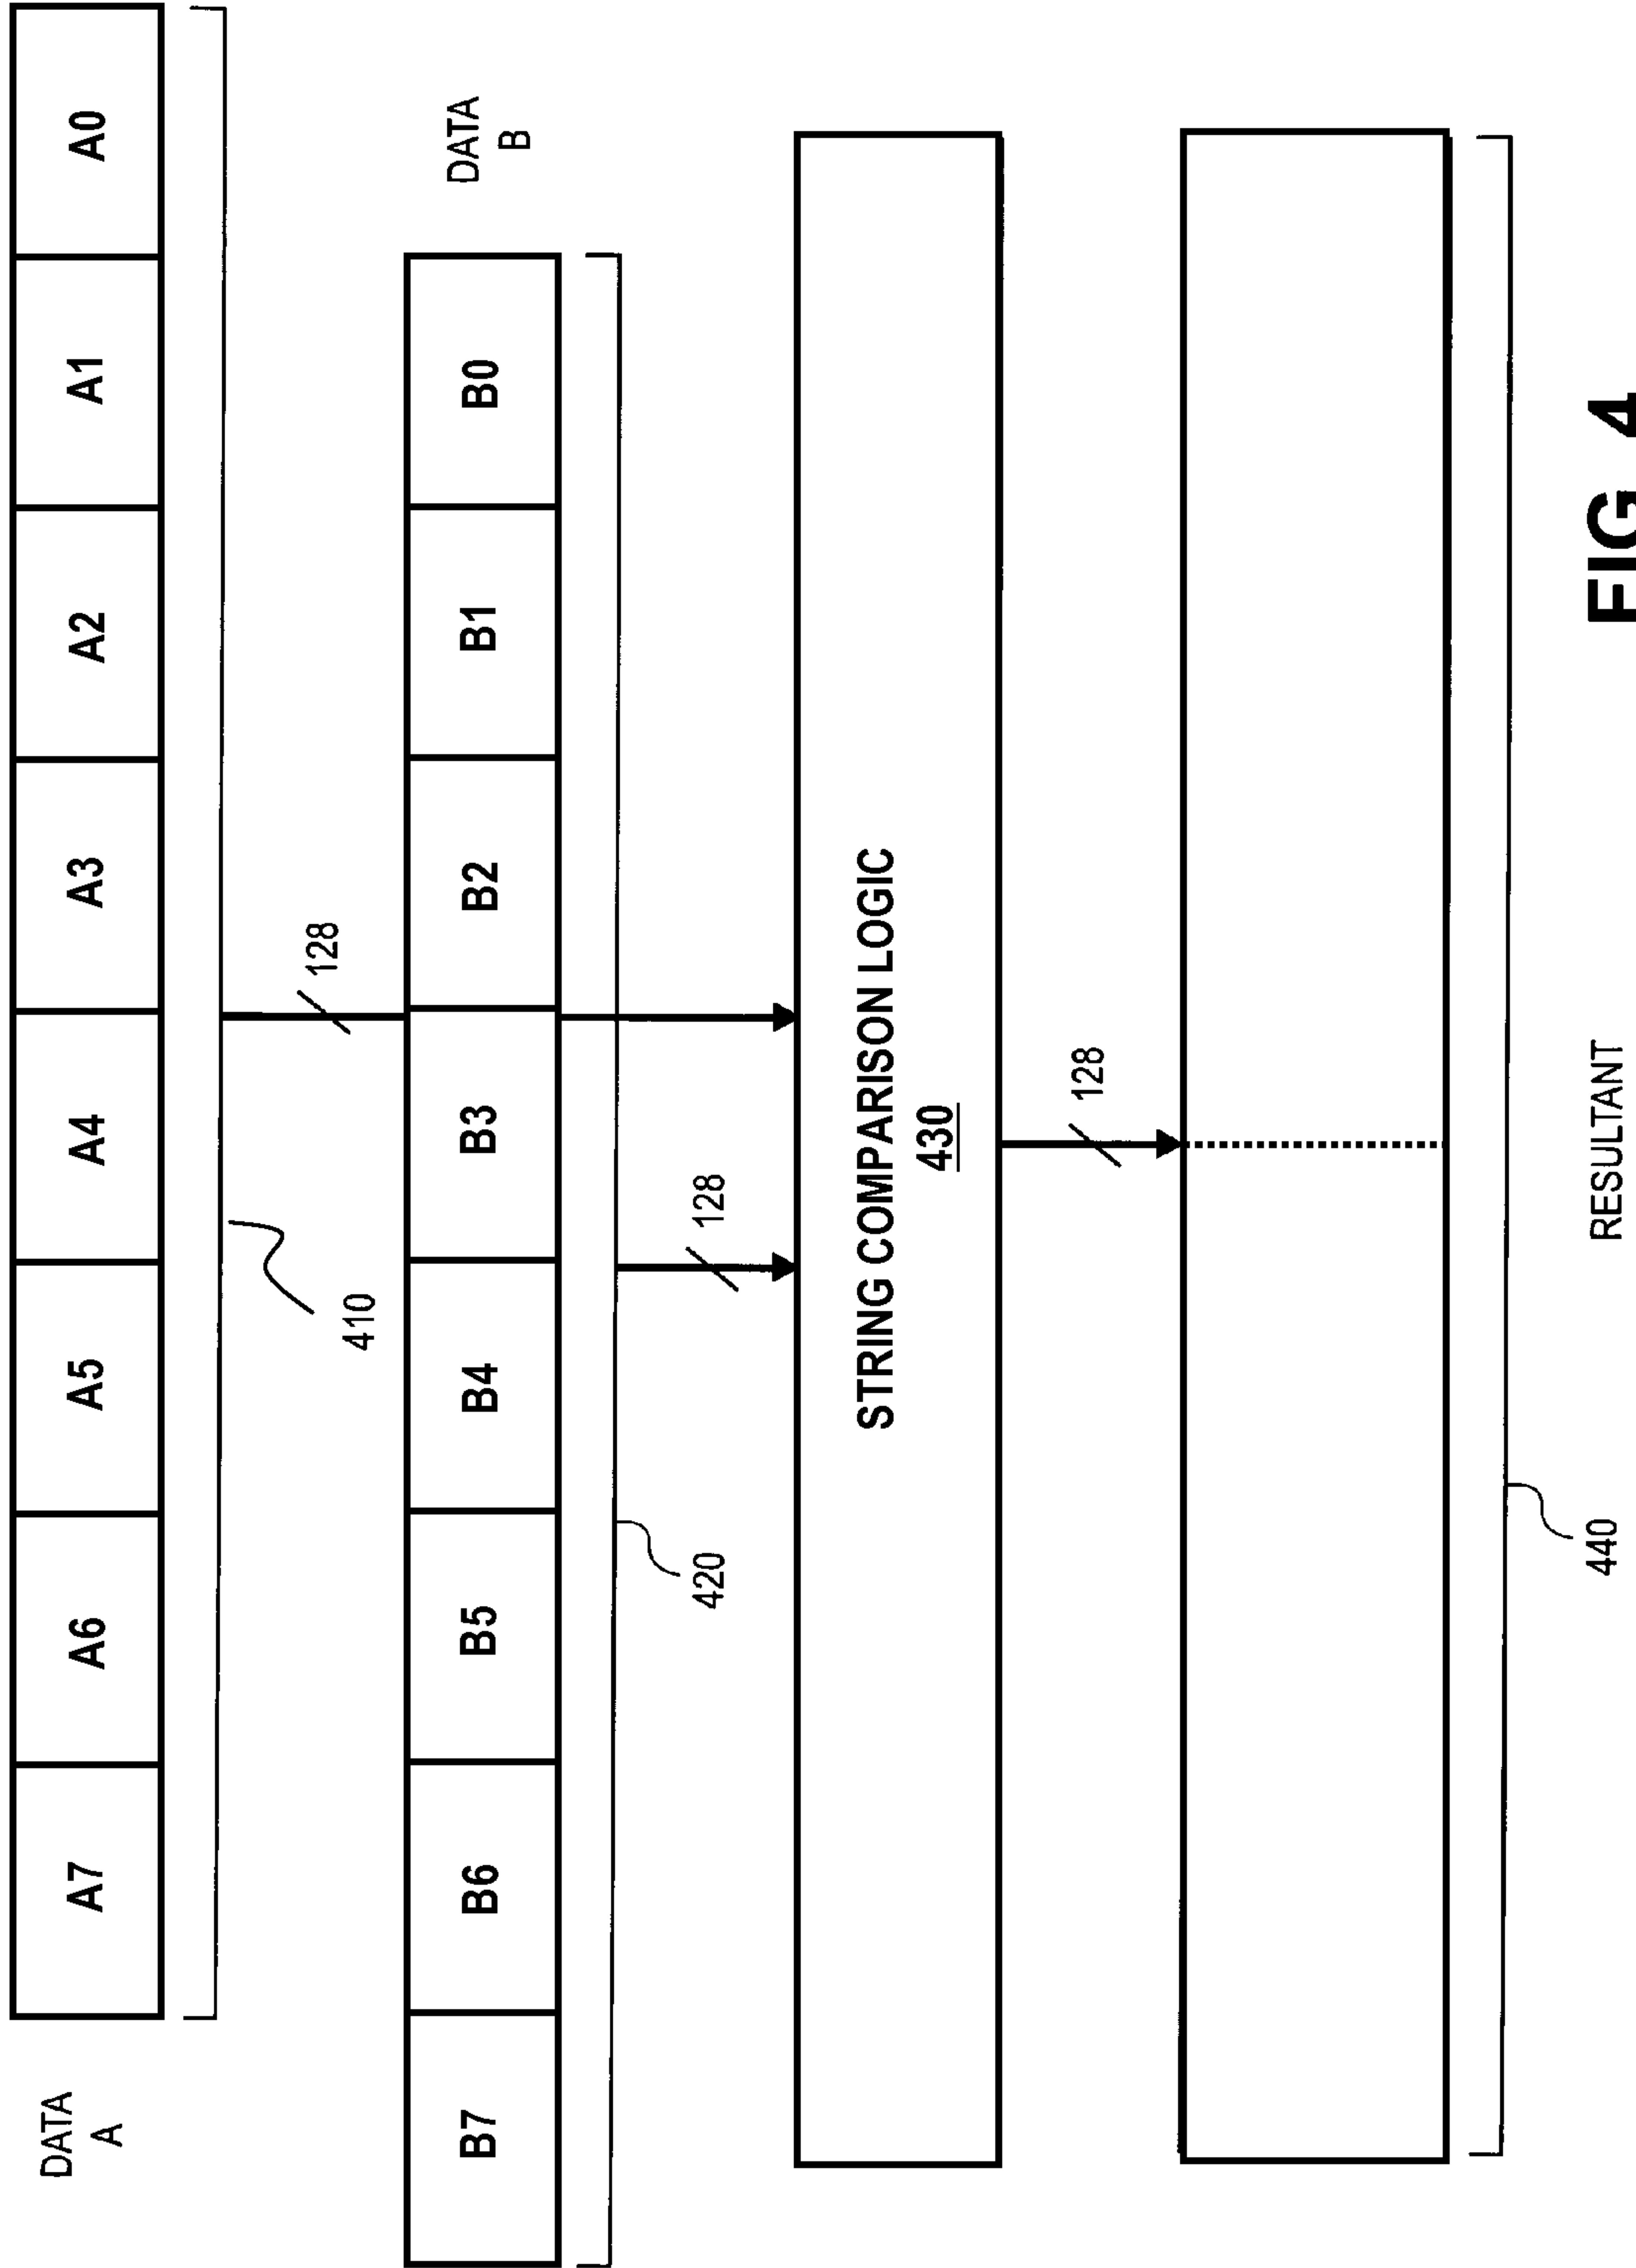 DATA
A
A7 A6 A5 A4 A3 A2 A1 A0
410
128
DATA
B
B7 B6 B5 B4 B3 B2 B1 B0
420
128
STRING COMPARISON LOGIC
430
128
440
RESULTANT
FIG 4